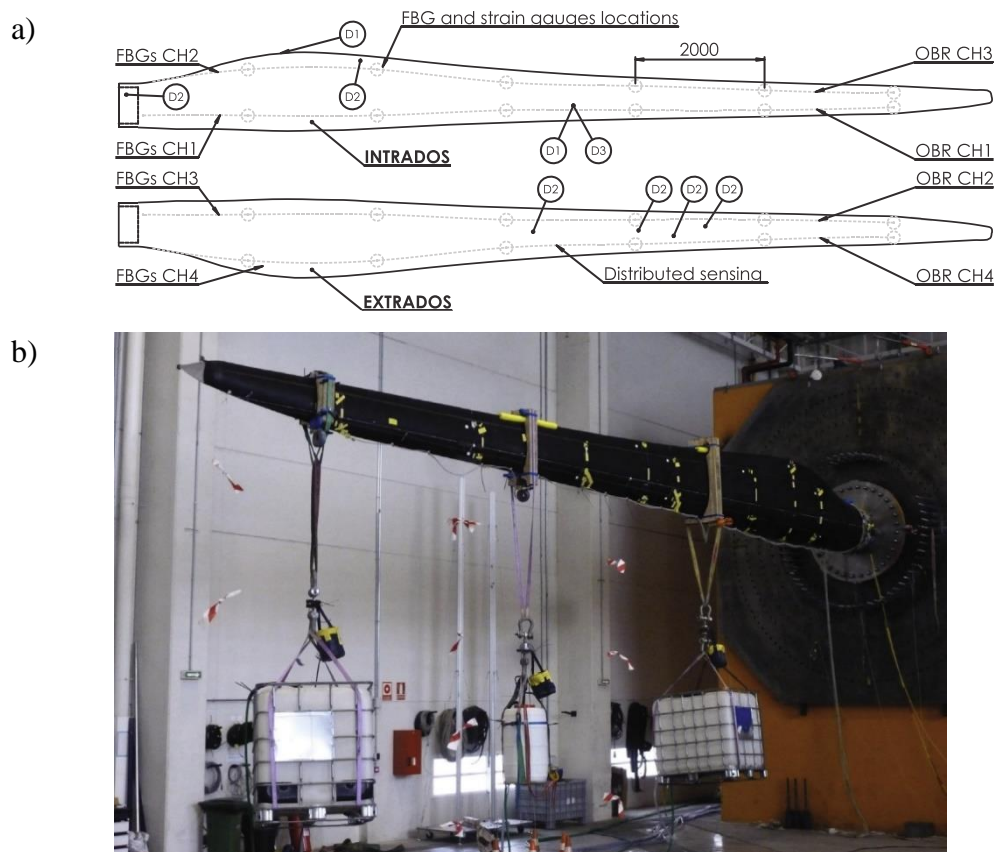 a)
FBG and strain gauges locations
FBGs CH2
D1
2000
OBR CH3
D2
D2
FBGs CH1
INTRADOS
D1
D3
OBR CH1
FBGs CH3
D2
D2
D2
D2
OBR CH2
FBGs CH4
EXTRADOS
Distributed sensing
OBR CH4
b)